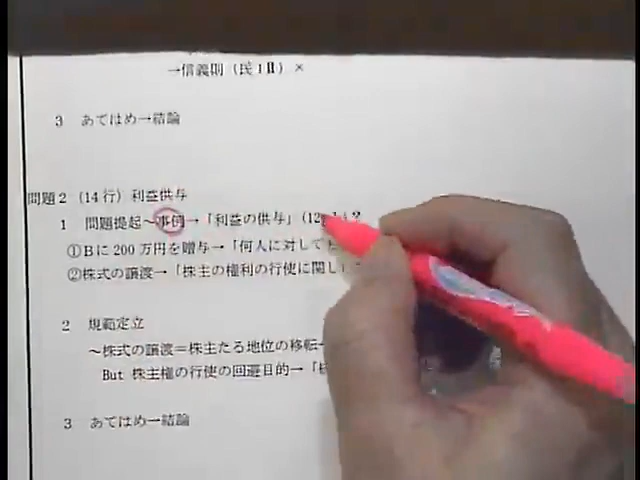 →信義則（民1Ⅱ）×
3 あてはめ→結論
問題2（14行）利益供与
1 問題提起～事例→「利益の供与」（12
①Bに200万円を贈与→「何人に対しても
②株式の譲渡→「株主の権利の行使に関し」
2 規範定立
～株式の譲渡＝株主たる地位の移転→
But 株主権の行使の回避目的→「株
3 あてはめ→結論